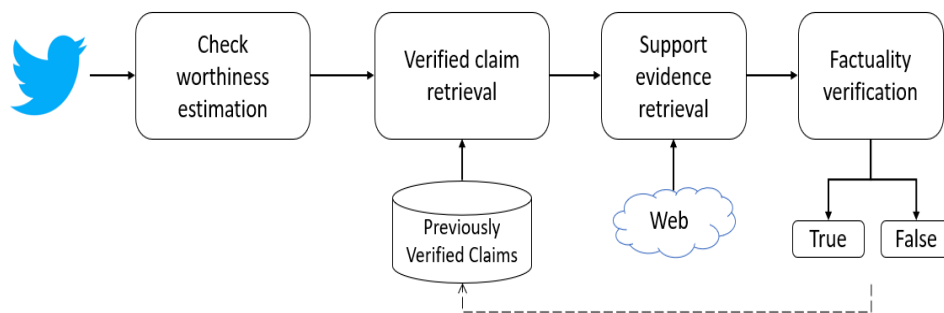 Check
worthiness
estimation
Verified claim
retrieval
Support
evidence
retrieval
Factuality
verification
Previously
Verified Claims
Web
True
False